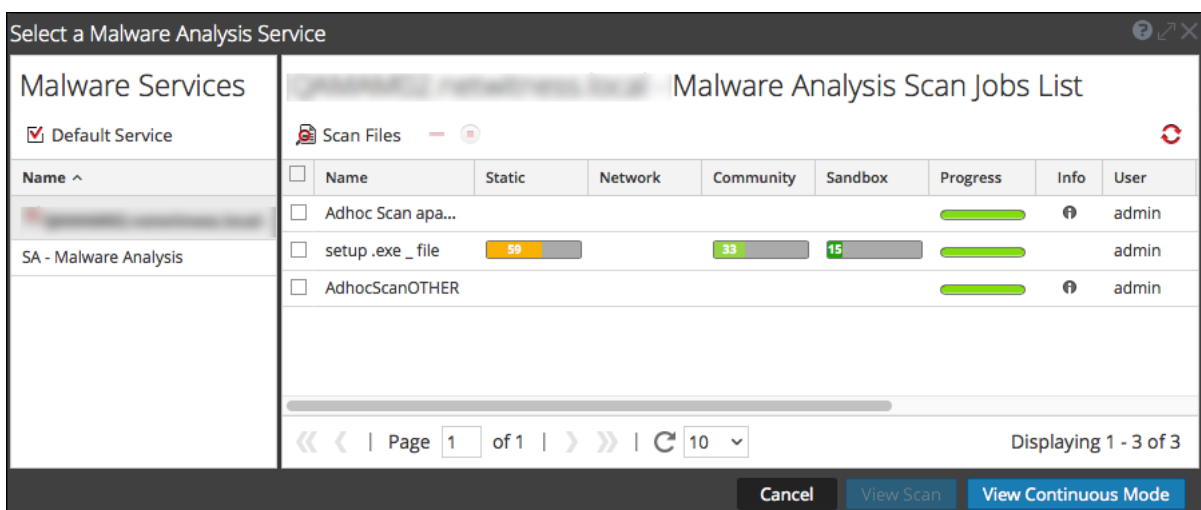 Select a Malware Analysis Service
Malware Services
Default Service
Name
SA - Malware Analysis
Malware Analysis Scan Jobs List
Scan Files
Name Static Network Community Sandbox Progress Info User
Adhoc Scan apa... admin
setup .exe _ file 59 33 15 admin
AdhocScanOTHER admin
Page 1 of 1 10 Displaying 1 - 3 of 3
Cancel View Scan View Continuous Mode